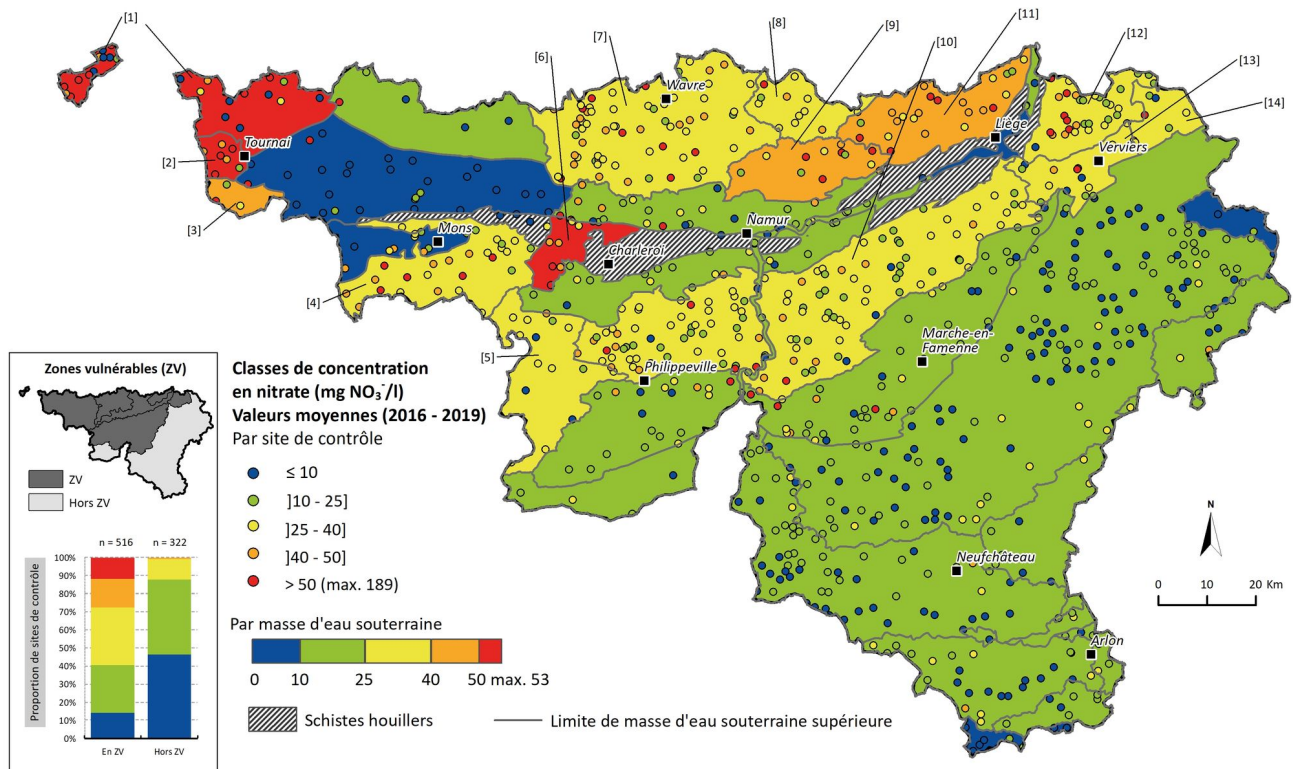 [1]
[2]
[3]
[4]
[5]
[6]
[7]
[8]
[9]
[10]
[11]
[12]
[13]
[14]
Tournai
Mons
Charleroi
Wavre
Namur
Liège
Verviers
Philippeville
Marche-en-
Famenne
Neufchâteau
Arlon
Zones vulnérables (ZV)
ZV
Hors ZV
n = 516
n = 322
Proportion de sites de contrôle
100%
90%
80%
70%
60%
50%
40%
30%
20%
10%
0%
En ZV
Hors ZV
Classes de concentration
en nitrate (mg NO₃⁻/l)
Valeurs moyennes (2016 - 2019)
Par site de contrôle
≤ 10
]10 - 25]
]25 - 40]
]40 - 50]
> 50 (max. 189)
Par masse d'eau souterraine
0 10 25 40 50 max. 53
Schistes houillers
Limite de masse d'eau souterraine supérieure
N
0 10 20 Km